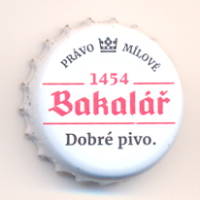 PRÁVO MÍLOVÉ
1454
Bakalář
Dobré pivo.